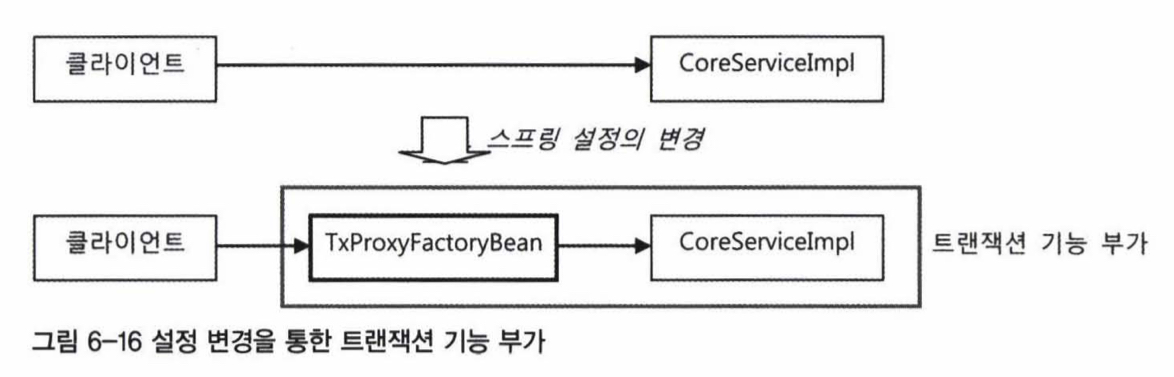 클라이언트
CoreServiceImpl
스프링 설정의 변경
클라이언트
TxProxyFactoryBean
CoreServiceImpl
트랜잭션 기능 부가
그림 6-16 설정 변경을 통한 트랜잭션 기능 부가